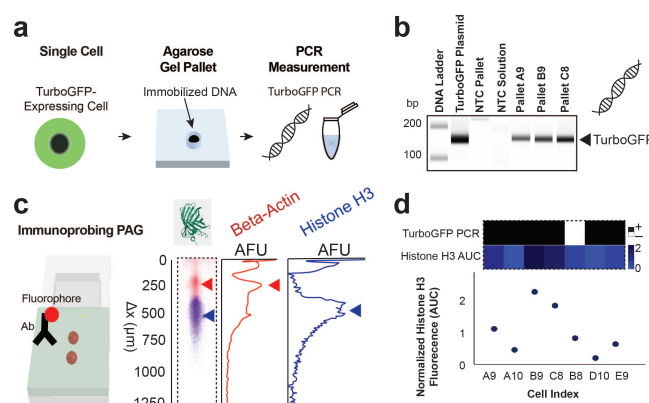 a
Single Cell
Agarose
Gel Pallet
PCR
Measurement
TurboGFP-
Expressing Cell
Immobilized DNA
TurboGFP PCR
b
DNA Ladder
TurboGFP Plasmid
NTC Pallet
NTC Solution
Pallet A9
Pallet B9
Pallet C8
bp
200
100
TurboGFP
c
Immunoprobing PAG
Fluorophore
Ab
Beta-Actin
Histone H3
AFU
AFU
Δx (μm)
0
250
500
750
1000
1250
d
TurboGFP PCR
Histone H3 AUC
+
−
2
0
Normalized Histone H3
Fluorecence (AUC)
2
1
0
A9 A10 B9 C8 B8 D10 E9
Cell Index